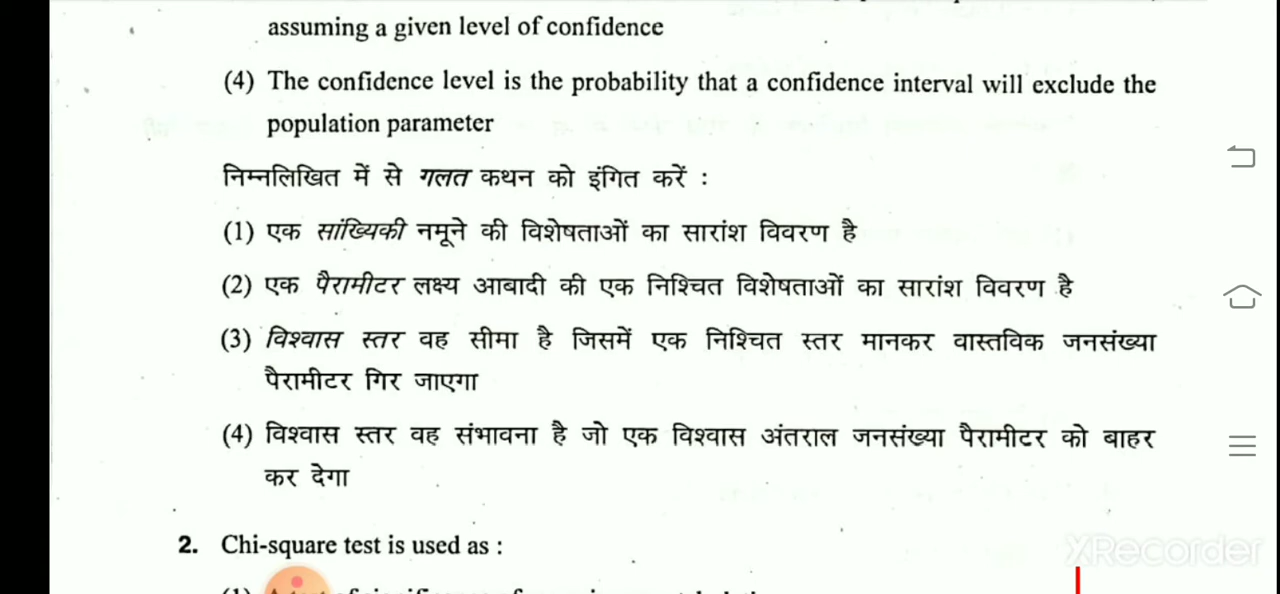 assuming a given level of confidence
(4) The confidence level is the probability that a confidence interval will exclude the
population parameter
निम्नलिखित में से गलत कथन को इंगित करें :
(1) एक सांख्यिकी नमूने की विशेषताओं का सारांश विवरण है
(2) एक पैरामीटर लक्ष्य आबादी की एक निश्चित विशेषताओं का सारांश विवरण है
(3) विश्वास स्तर वह सीमा है जिसमें एक निश्चित स्तर मानकर वास्तविक जनसंख्या
पैरामीटर गिर जाएगा
(4) विश्वास स्तर वह संभावना है जो एक विश्वास अंतराल जनसंख्या पैरामीटर को बाहर
कर देगा
2. Chi-square test is used as :
XRecorder